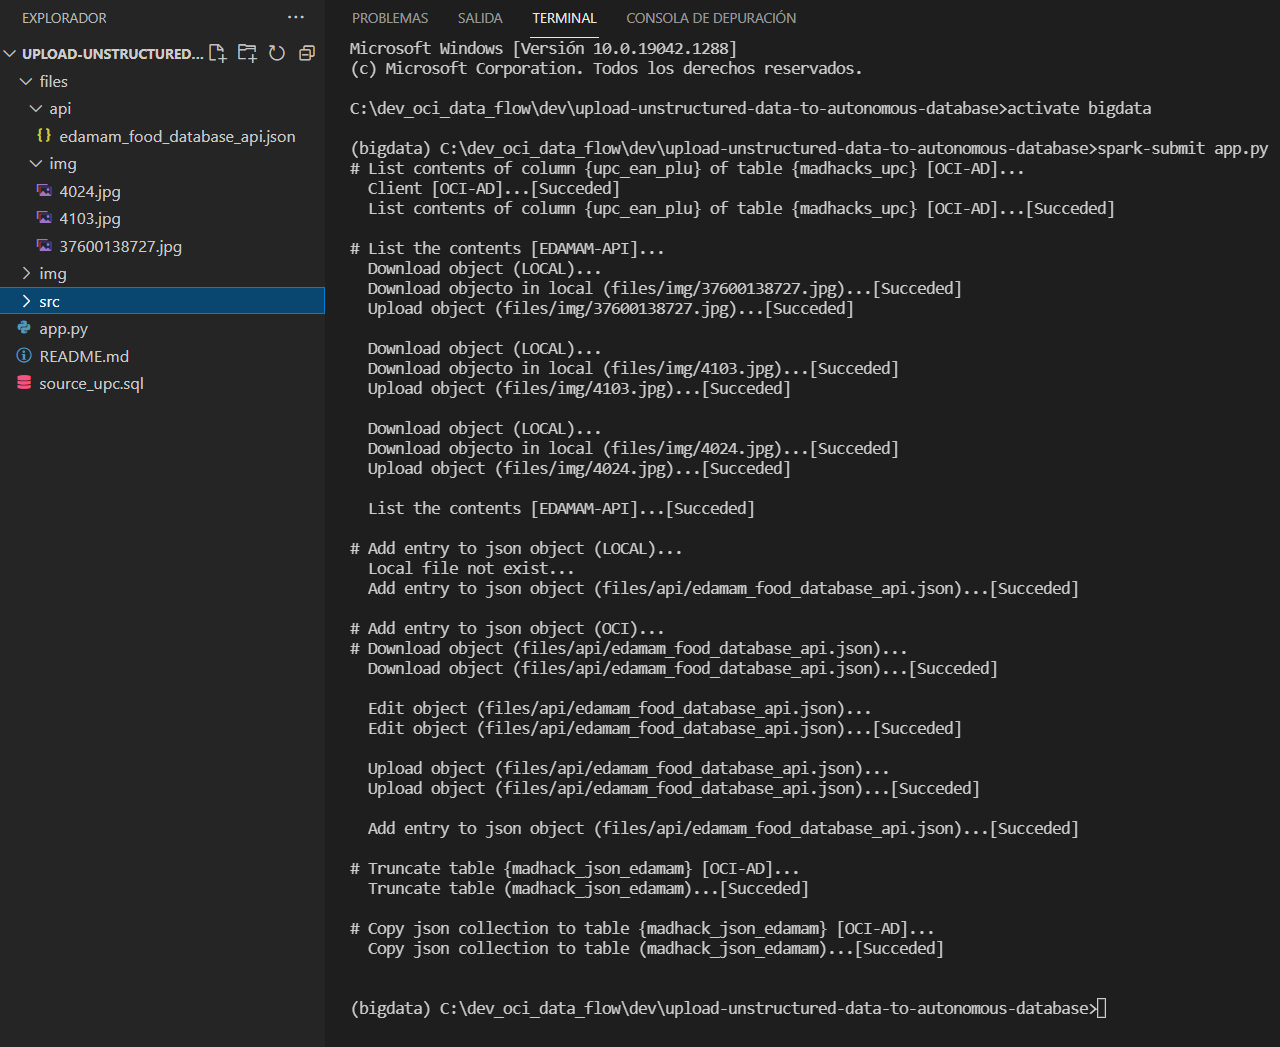 EXPLORADOR
UPLOAD-UNSTRUCTURED...
files
api
edamam_food_database_api.json
img
4024.jpg
4103.jpg
37600138727.jpg
img
src
app.py
README.md
source_upc.sql
PROBLEMAS SALIDA TERMINAL CONSOLA DE DEPURACIÓN
Microsoft Windows [Versión 10.0.19042.1288]
(c) Microsoft Corporation. Todos los derechos reservados.
C:\dev_oci_data_flow\dev\upload-unstructured-data-to-autonomous-database>activate bigdata
(bigdata) C:\dev_oci_data_flow\dev\upload-unstructured-data-to-autonomous-database>spark-submit app.py
# List contents of column {upc_ean_plu} of table {madhacks_upc} [OCI-AD]...
Client [OCI-AD]...[Succeded]
List contents of column {upc_ean_plu} of table {madhacks_upc} [OCI-AD]...[Succeded]
# List the contents [EDAMAM-API]...
Download object (LOCAL)...
Download objecto in local (files/img/37600138727.jpg)...[Succeded]
Upload object (files/img/37600138727.jpg)...[Succeded]
Download object (LOCAL)...
Download objecto in local (files/img/4103.jpg)...[Succeded]
Upload object (files/img/4103.jpg)...[Succeded]
Download object (LOCAL)...
Download objecto in local (files/img/4024.jpg)...[Succeded]
Upload object (files/img/4024.jpg)...[Succeded]
List the contents [EDAMAM-API]...[Succeded]
# Add entry to json object (LOCAL)...
Local file not exist...
Add entry to json object (files/api/edamam_food_database_api.json)...[Succeded]
# Add entry to json object (OCI)...
# Download object (files/api/edamam_food_database_api.json)...
Download object (files/api/edamam_food_database_api.json)...[Succeded]
Edit object (files/api/edamam_food_database_api.json)...
Edit object (files/api/edamam_food_database_api.json)...[Succeded]
Upload object (files/api/edamam_food_database_api.json)...
Upload object (files/api/edamam_food_database_api.json)...[Succeded]
Add entry to json object (files/api/edamam_food_database_api.json)...[Succeded]
# Truncate table {madhack_json_edamam} [OCI-AD]...
Truncate table (madhack_json_edamam)...[Succeded]
# Copy json collection to table {madhack_json_edamam} [OCI-AD]...
Copy json collection to table (madhack_json_edamam)...[Succeded]
(bigdata) C:\dev_oci_data_flow\dev\upload-unstructured-data-to-autonomous-database>